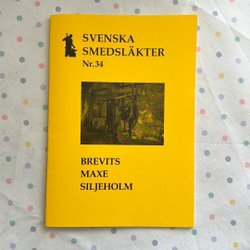 SVENSKA
SMEDSLÄKTER
Nr.34
BREVITS
MAXE
SILJEHOLM